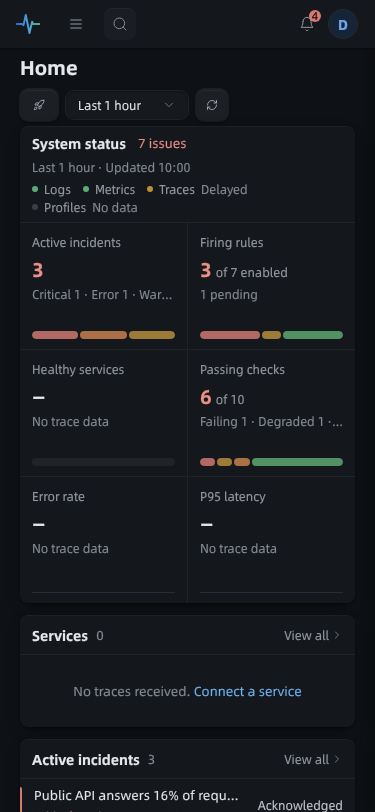 4
D
Home
Last 1 hour
System status 7 issues
Last 1 hour · Updated 10:00
Logs Metrics Traces Delayed
Profiles No data
Active incidents
3
Critical 1 · Error 1 · War...
Firing rules
3 of 7 enabled
1 pending
Healthy services
–
No trace data
Passing checks
6 of 10
Failing 1 · Degraded 1 ·...
Error rate
–
No trace data
P95 latency
–
No trace data
Services 0 View all
No traces received. Connect a service
Active incidents 3 View all
Public API answers 16% of requ...
Acknowledged